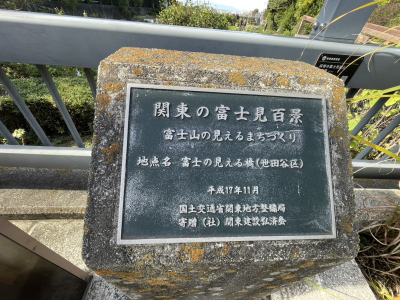 関東の富士見百景
富士山の見えるまちづくり
地点名 富士の見える橋(世田谷区)
平成17年11月
国土交通省関東地方整備局
寄贈 (社)関東建設弘済会